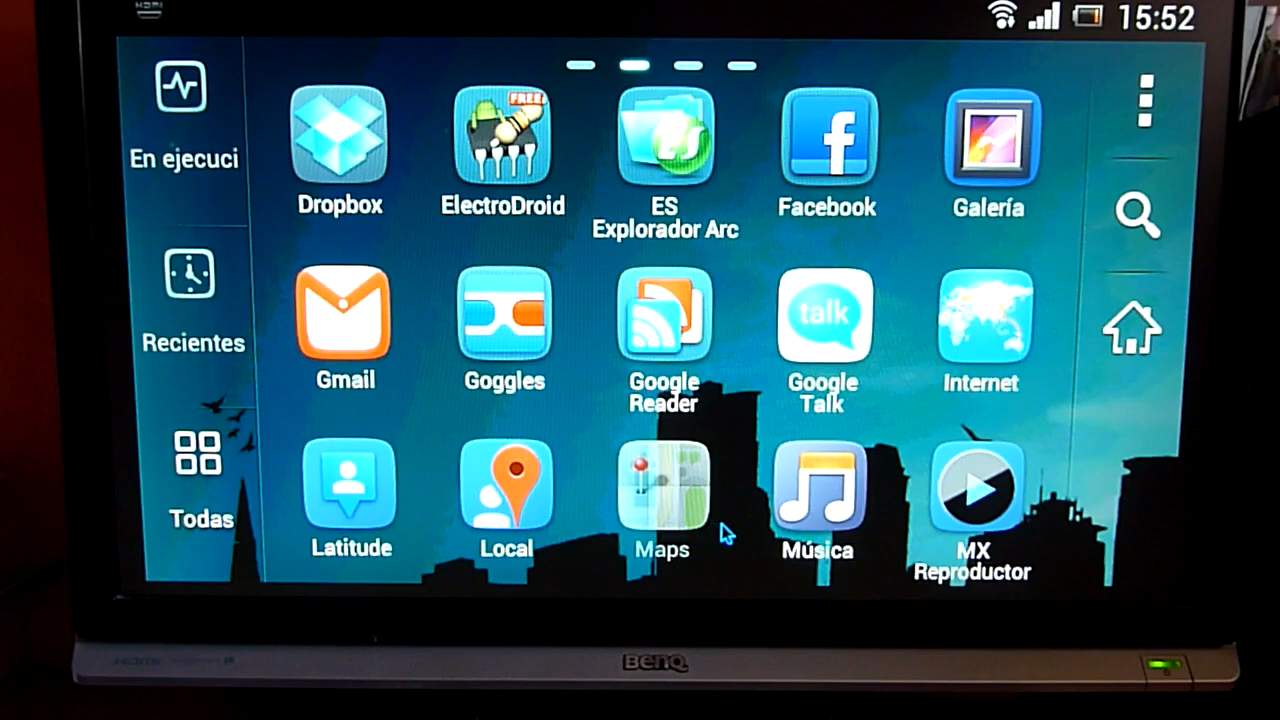 HDMI
15:52
En ejecuci
Recientes
Todas
FREE!
Dropbox
ElectroDroid
ES
Explorador Arc
Facebook
Galería
Gmail
Goggles
Google
Reader
talk
Google
Talk
Internet
Latitude
Local
Maps
Música
MX
Reproductor
BenQ